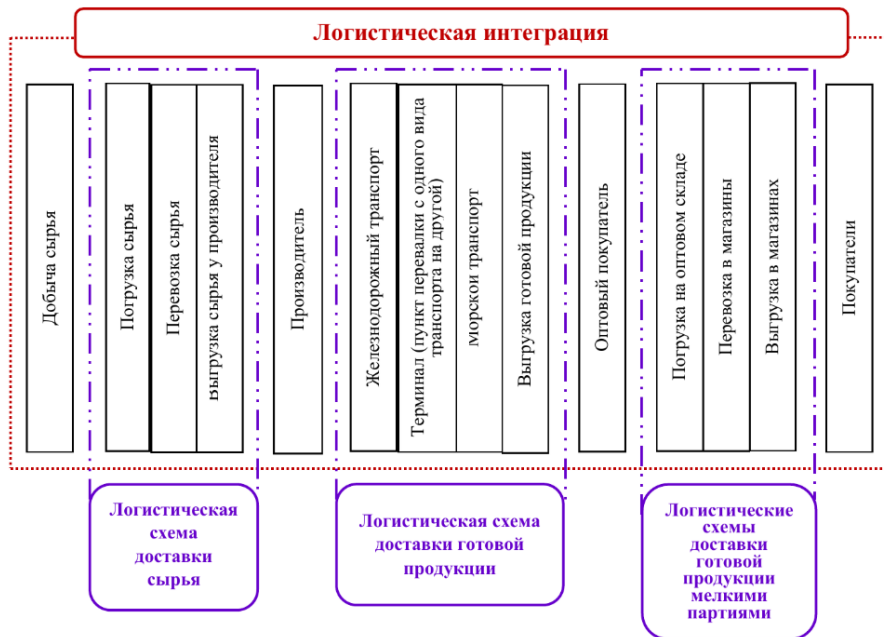 Логистическая интеграция
Добыча сырья
Погрузка сырья
Перевозка сырья
Выгрузка сырья у производителя
Производитель
Железнодорожный транспорт
Терминал (пункт перевалки с одного вида
транспорта на другой)
морскои транспорт
Выгрузка готовой продукции
Оптовый покупатель
Погрузка на оптовом складе
Перевозка в магазины
Выгрузка в магазинах
Покупатели
Логистическая
схема
доставки
сырья
Логистическая схема
доставки готовой
продукции
Логистические
схемы
доставки
готовой
продукции
мелкими
партиями